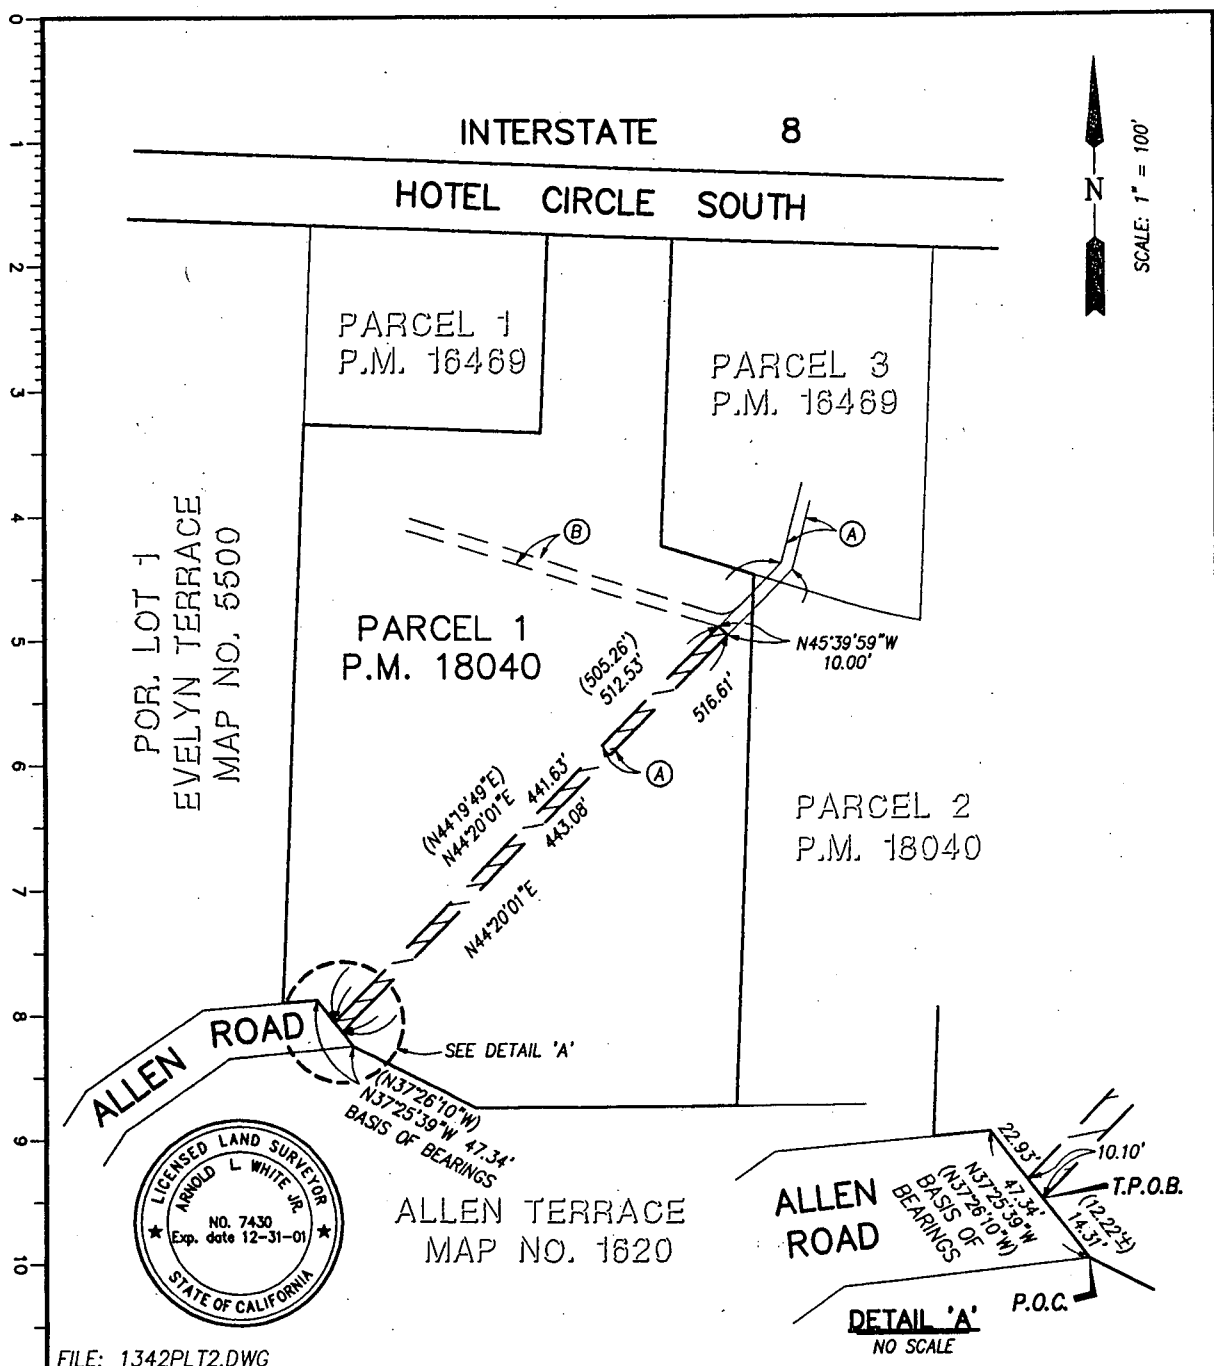 INTERSTATE 8
HOTEL CIRCLE SOUTH
N
SCALE: 1" = 100'
0
1
2
3
4
5
6
7
8
9
10
PARCEL 1
P.M. 16469
PARCEL 3
P.M. 16469
POR. LOT 1
EVELYN TERRACE
MAP NO. 5500
B
A
PARCEL 1
P.M. 18040
N45°39'59"W
10.00'
(505.26')
512.53'
516.61'
A
(N44°19'49"E)
N44°20'01"E
441.63'
443.08'
N44°20'01"E
PARCEL 2
P.M. 18040
ALLEN ROAD
SEE DETAIL 'A'
(N37°26'10"W)
N37°25'39"W 47.34'
BASIS OF BEARINGS
LICENSED LAND SURVEYOR
ARNOLD L. WHITE JR.
NO. 7430
Exp. date 12-31-01
STATE OF CALIFORNIA
ALLEN TERRACE
MAP NO. 1620
22.93'
10.10'
T.P.O.B.
47.34'
N37°25'39"W
(N37°26'10"W)
BASIS OF
BEARINGS
(12.22'±)
14.31'
ALLEN
ROAD
P.O.C.
DETAIL 'A'
NO SCALE
FILE: 1342PLT2.DWG